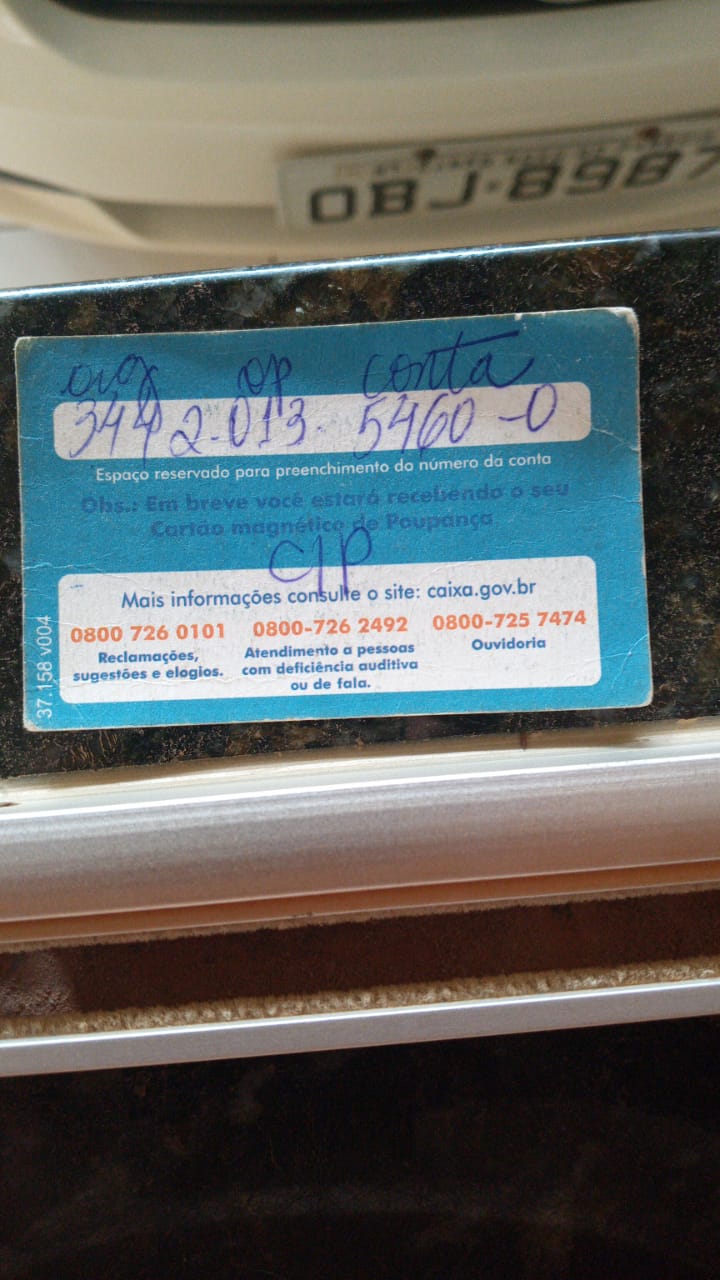 OBJ·8987
ag op conta
3442-013-5460-0
Espaço reservado para preenchimento do número da conta
Obs.: Em breve você estará recebendo o seu
Cartão magnético de Poupança
C/P
Mais informações consulte o site: caixa.gov.br
0800 726 0101 0800-726 2492 0800-725 7474
Reclamações, Atendimento a pessoas Ouvidoria
sugestões e elogios. com deficiência auditiva
ou de fala.
37.158 v004